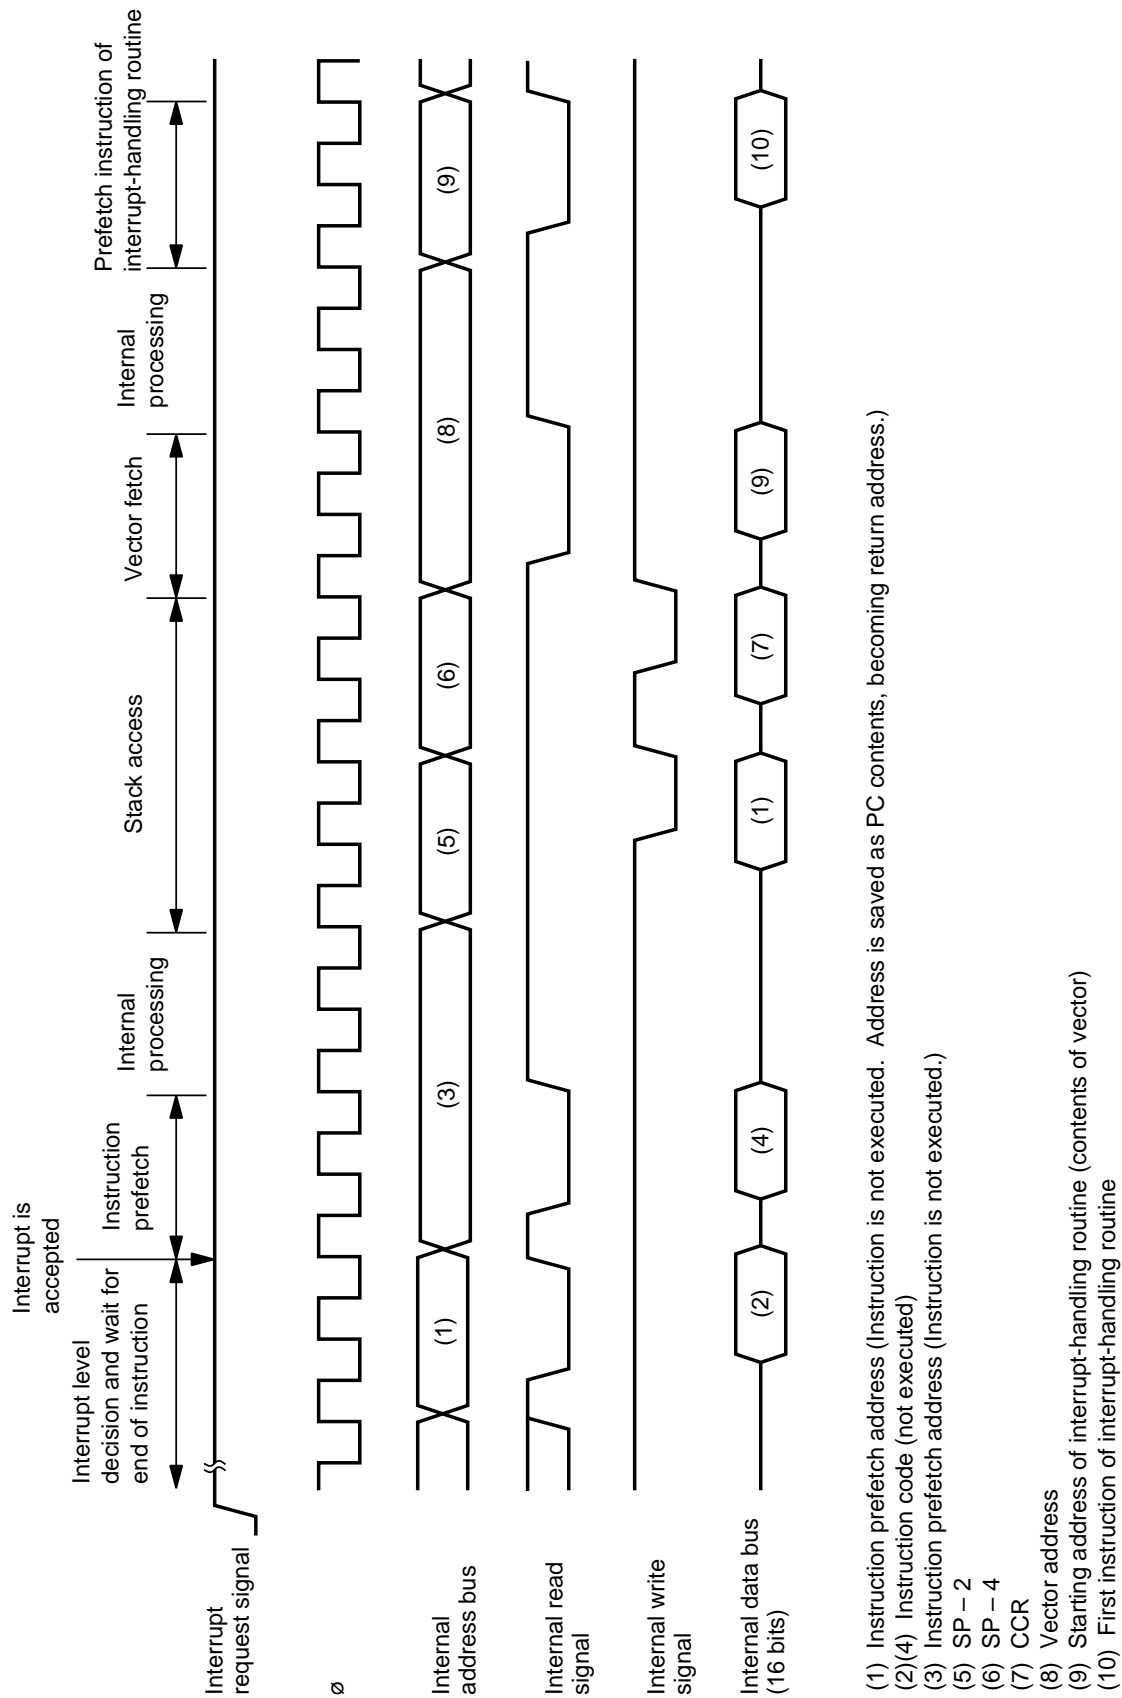 Interrupt is
accepted
Interrupt level
decision and wait for
end of instruction
Instruction
prefetch
Internal
processing
Stack access
Vector fetch
Internal
processing
Prefetch instruction of
interrupt-handling routine
Interrupt
request signal
ø
Internal
address bus
(1)
(3)
(5)
(6)
(8)
(9)
Internal read
signal
Internal write
signal
Internal data bus
(16 bits)
(2)
(4)
(1)
(7)
(9)
(10)
(1) Instruction prefetch address (Instruction is not executed. Address is saved as PC contents, becoming return address.)
(2)(4) Instruction code (not executed)
(3) Instruction prefetch address (Instruction is not executed.)
(5) SP – 2
(6) SP – 4
(7) CCR
(8) Vector address
(9) Starting address of interrupt-handling routine (contents of vector)
(10) First instruction of interrupt-handling routine